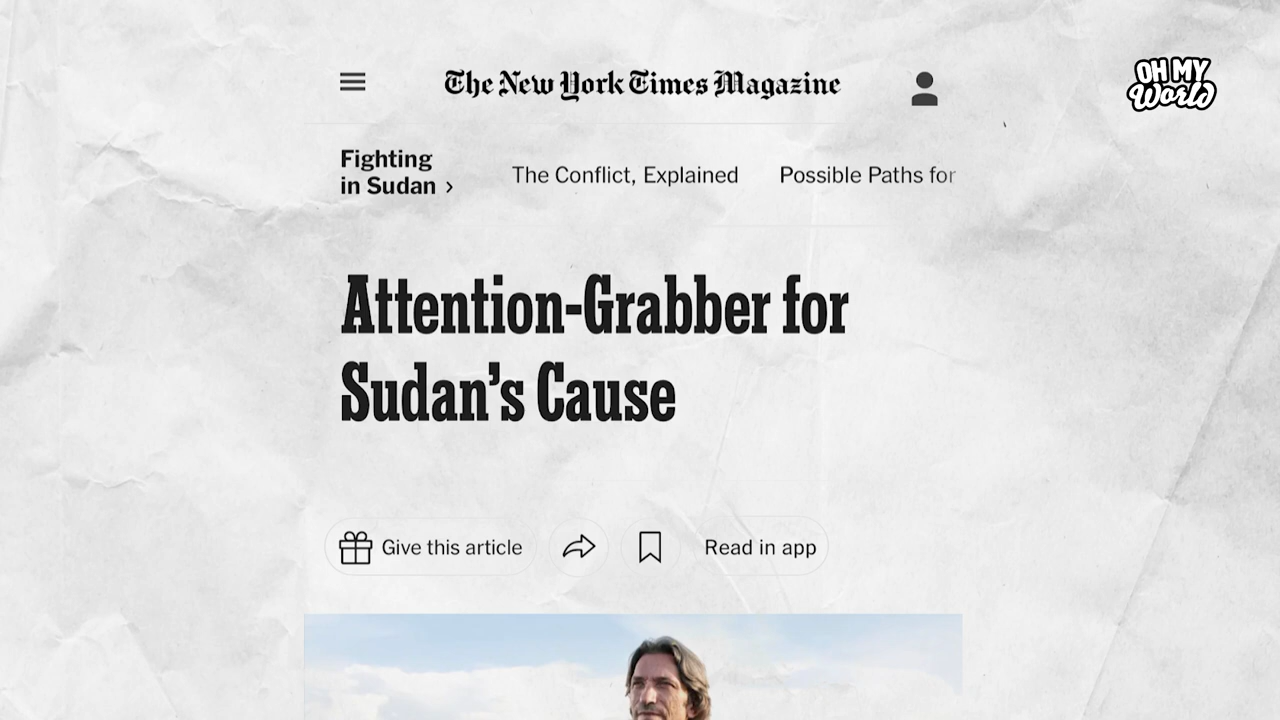 The New York Times Magazine
OH MY
World
Fighting
in Sudan ›
The Conflict, Explained
Possible Paths for
Attention-Grabber for
Sudan’s Cause
Give this article
Read in app